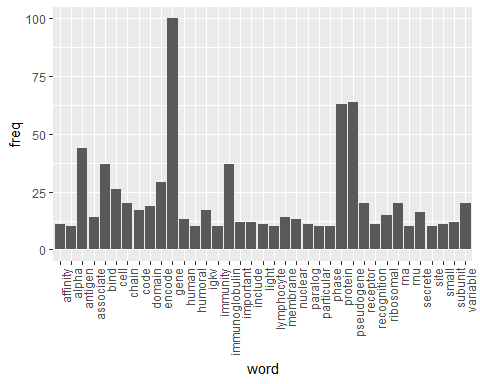 100
75
50
25
0
freq
affinity
alpha
antigen
associate
bind
cell
chain
code
domain
encode
gene
human
humoral
igkv
immunity
immunoglobulin
important
include
light
lymphocyte
membrane
nuclear
paralog
particular
phase
protein
pseudogene
receptor
recognition
ribosomal
rna
rnu
secrete
site
small
subunit
variable
word